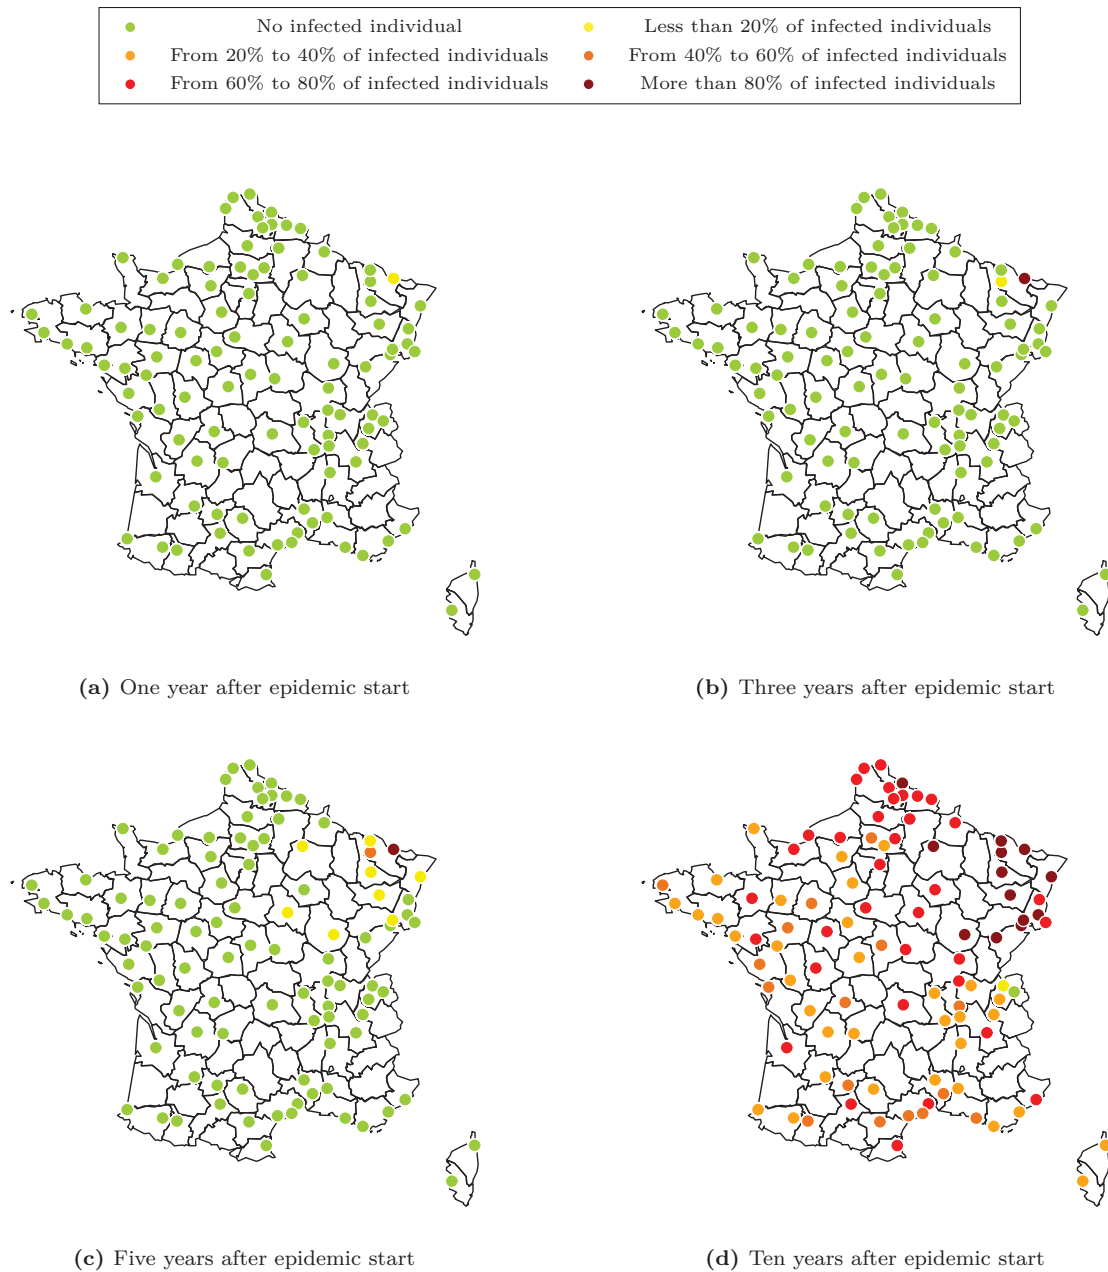 No infected individual
Less than 20% of infected individuals
From 20% to 40% of infected individuals
From 40% to 60% of infected individuals
From 60% to 80% of infected individuals
More than 80% of infected individuals
(a) One year after epidemic start
(b) Three years after epidemic start
(c) Five years after epidemic start
(d) Ten years after epidemic start